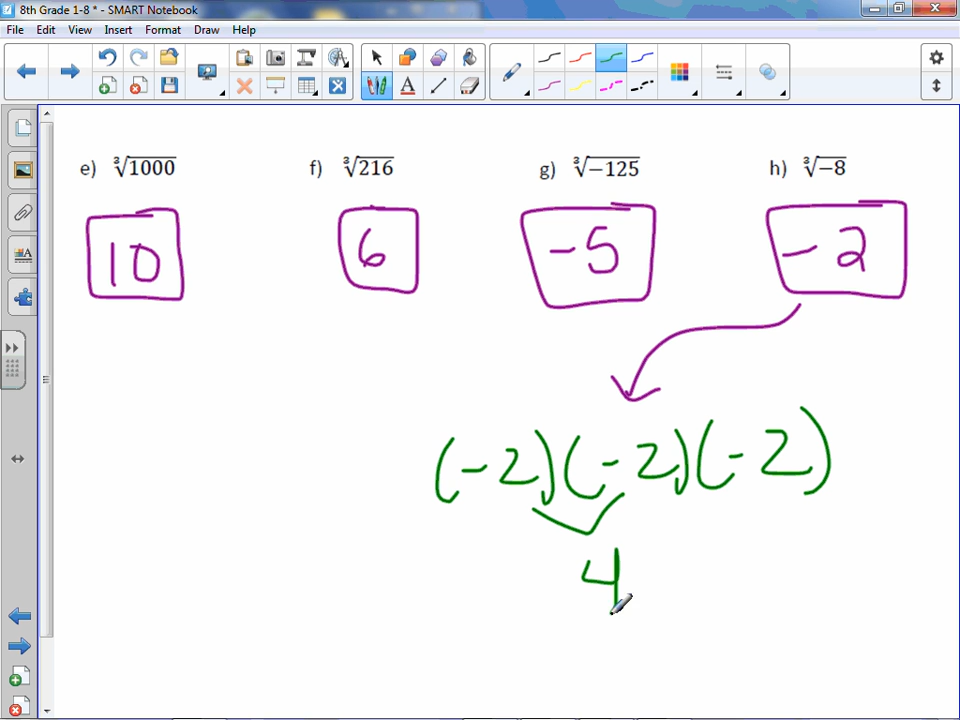 8th Grade 1-8 * - SMART Notebook
File Edit View Insert Format Draw Help
e) ∛1000 f) ∛216 g) ∛−125 h) ∛−8
10 6 -5 -2
(-2)(-2)(-2)
4